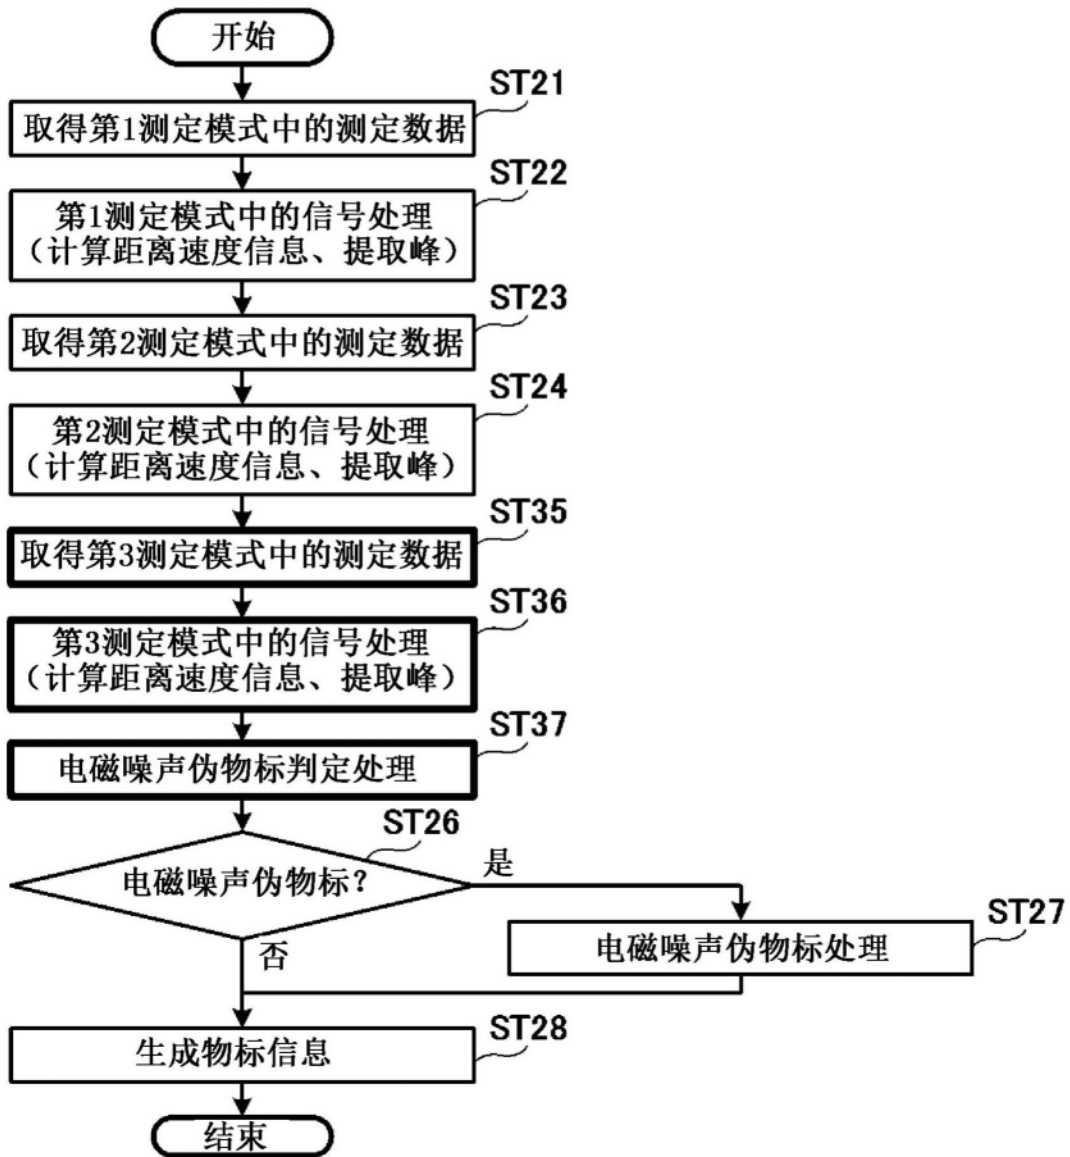 开始
ST21
取得第1测定模式中的测定数据
ST22
第1测定模式中的信号处理
（计算距离速度信息、提取峰）
ST23
取得第2测定模式中的测定数据
ST24
第2测定模式中的信号处理
（计算距离速度信息、提取峰）
ST35
取得第3测定模式中的测定数据
ST36
第3测定模式中的信号处理
（计算距离速度信息、提取峰）
ST37
电磁噪声伪物标判定处理
ST26
电磁噪声伪物标？
是
ST27
电磁噪声伪物标处理
否
ST28
生成物标信息
结束